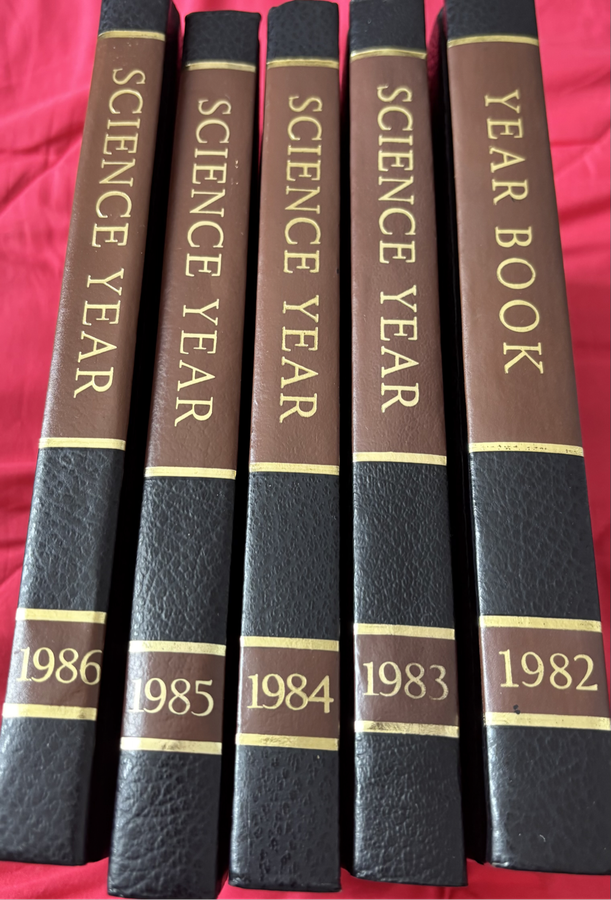 SCIENCE YEAR
1986
SCIENCE YEAR
1985
SCIENCE YEAR
1984
SCIENCE YEAR
1983
YEAR BOOK
1982